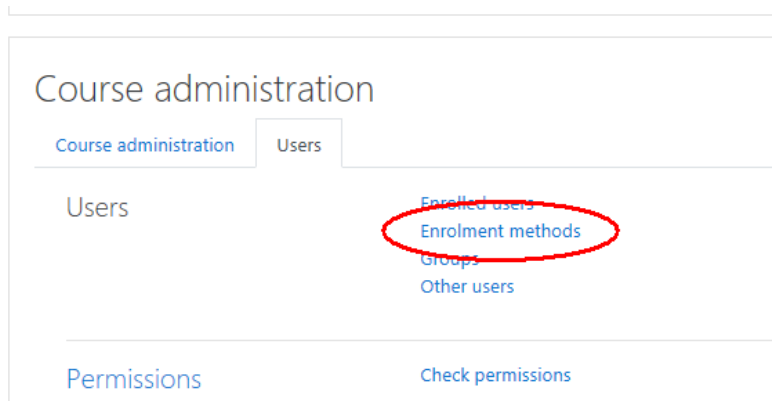 Course administration
Course administration Users
Users Enrolled users
Enrolment methods
Groups
Other users
Permissions Check permissions